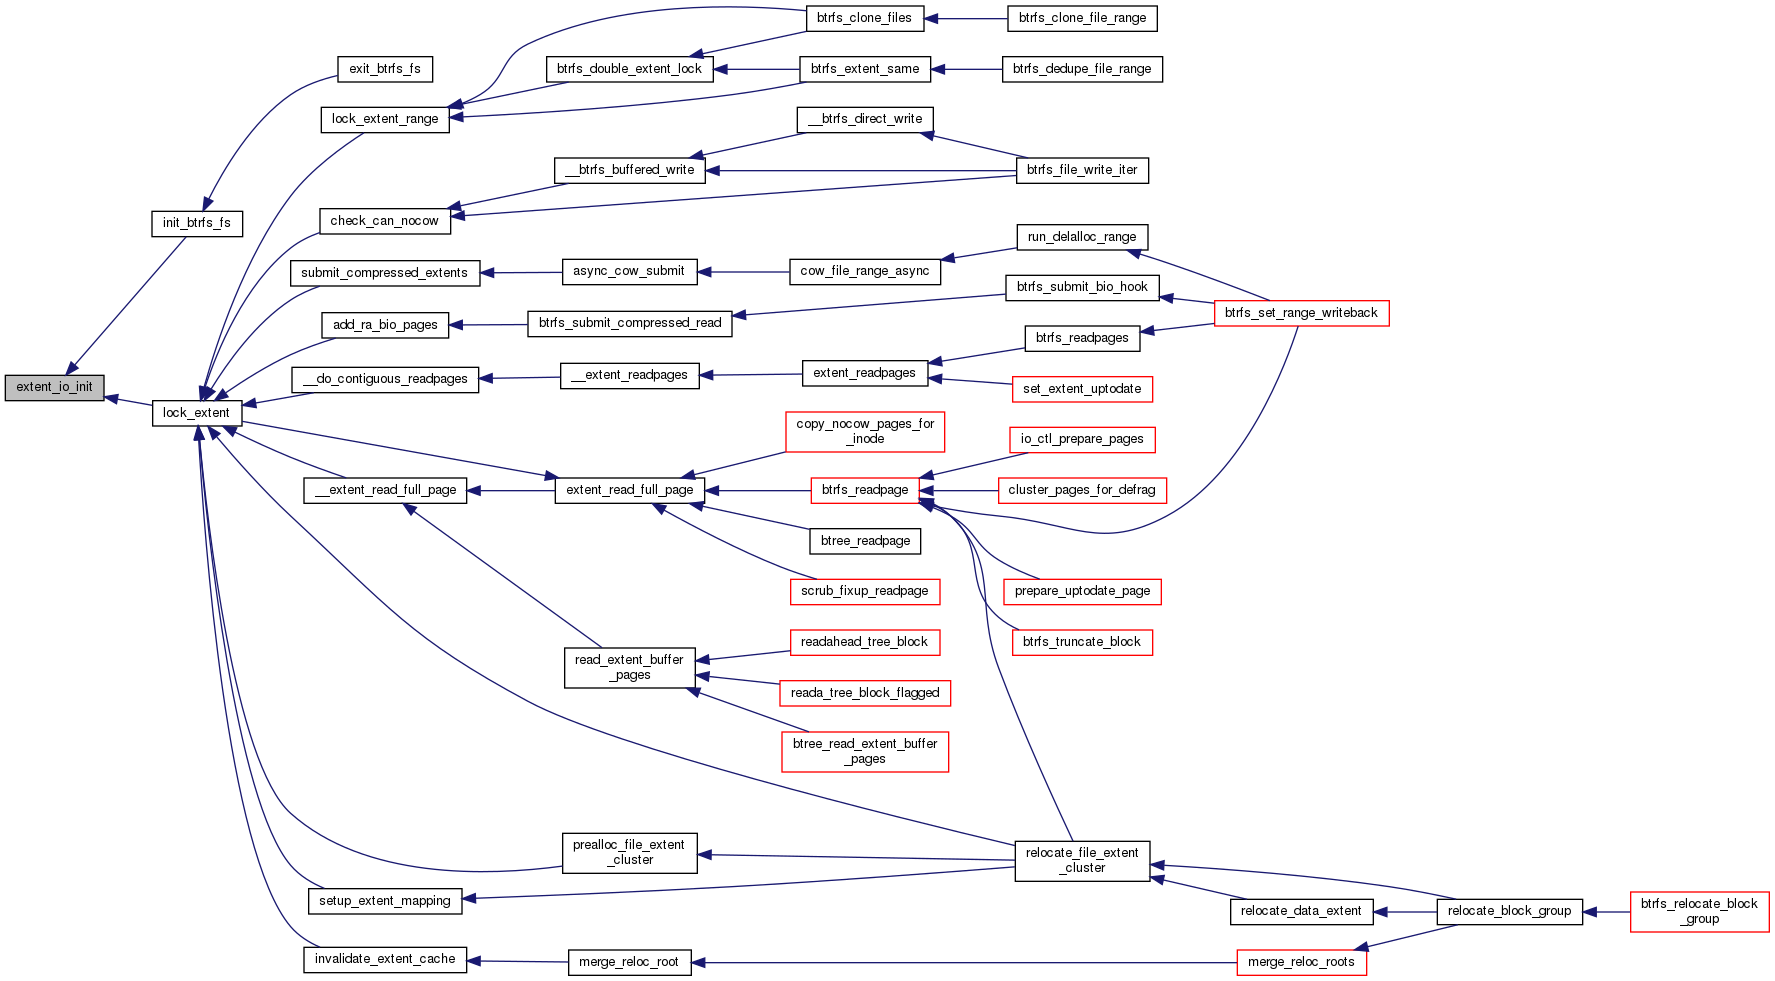 btrfs_clone_files
btrfs_clone_file_range
exit_btrfs_fs
btrfs_double_extent_lock
btrfs_extent_same
btrfs_dedupe_file_range
lock_extent_range
__btrfs_direct_write
__btrfs_buffered_write
btrfs_file_write_iter
init_btrfs_fs
check_can_nocow
run_delalloc_range
submit_compressed_extents
async_cow_submit
cow_file_range_async
btrfs_submit_bio_hook
btrfs_set_range_writeback
add_ra_bio_pages
btrfs_submit_compressed_read
btrfs_readpages
extent_io_init
__do_contiguous_readpages
__extent_readpages
extent_readpages
set_extent_uptodate
lock_extent
copy_nocow_pages_for
_inode
io_ctl_prepare_pages
__extent_read_full_page
extent_read_full_page
btrfs_readpage
cluster_pages_for_defrag
btree_readpage
scrub_fixup_readpage
prepare_uptodate_page
readahead_tree_block
btrfs_truncate_block
read_extent_buffer
_pages
reada_tree_block_flagged
btree_read_extent_buffer
_pages
prealloc_file_extent
_cluster
relocate_file_extent
_cluster
setup_extent_mapping
relocate_data_extent
relocate_block_group
btrfs_relocate_block
_group
invalidate_extent_cache
merge_reloc_root
merge_reloc_roots